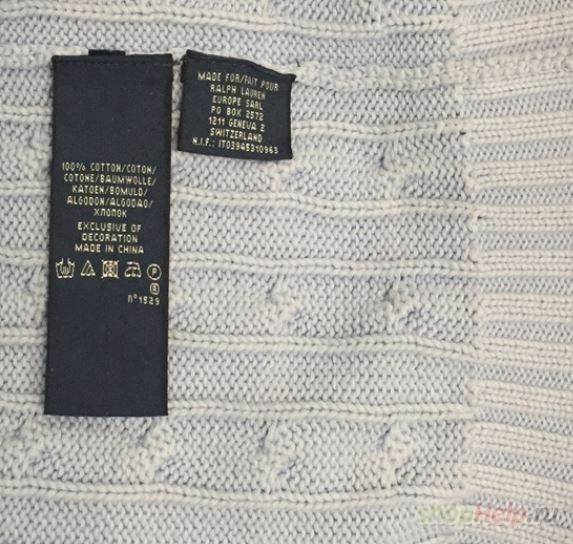 MADE FOR/FAIT POUR
RALPH LAUREN
EUROPE SARL
PO BOX 2572
1211 GENEVA 2
SWITZERLAND
N.I.F.: IT03945310963
100% COTTON/COTON/
COTONE/BAUMWOLLE/
KATOEN/BOMULD/
ALGODON/ALGODAO/
ХЛОПОК
EXCLUSIVE OF
DECORATION
MADE IN CHINA
P
n°1529
shopHelp.ru